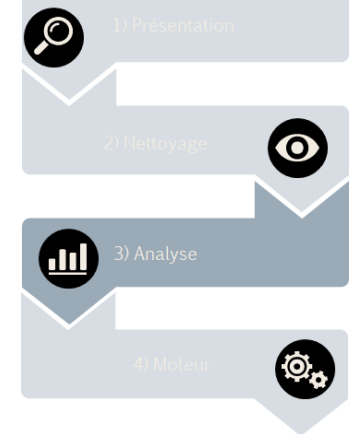 1) Présentation
2) Nettoyage
3) Analyse
4) Moteur